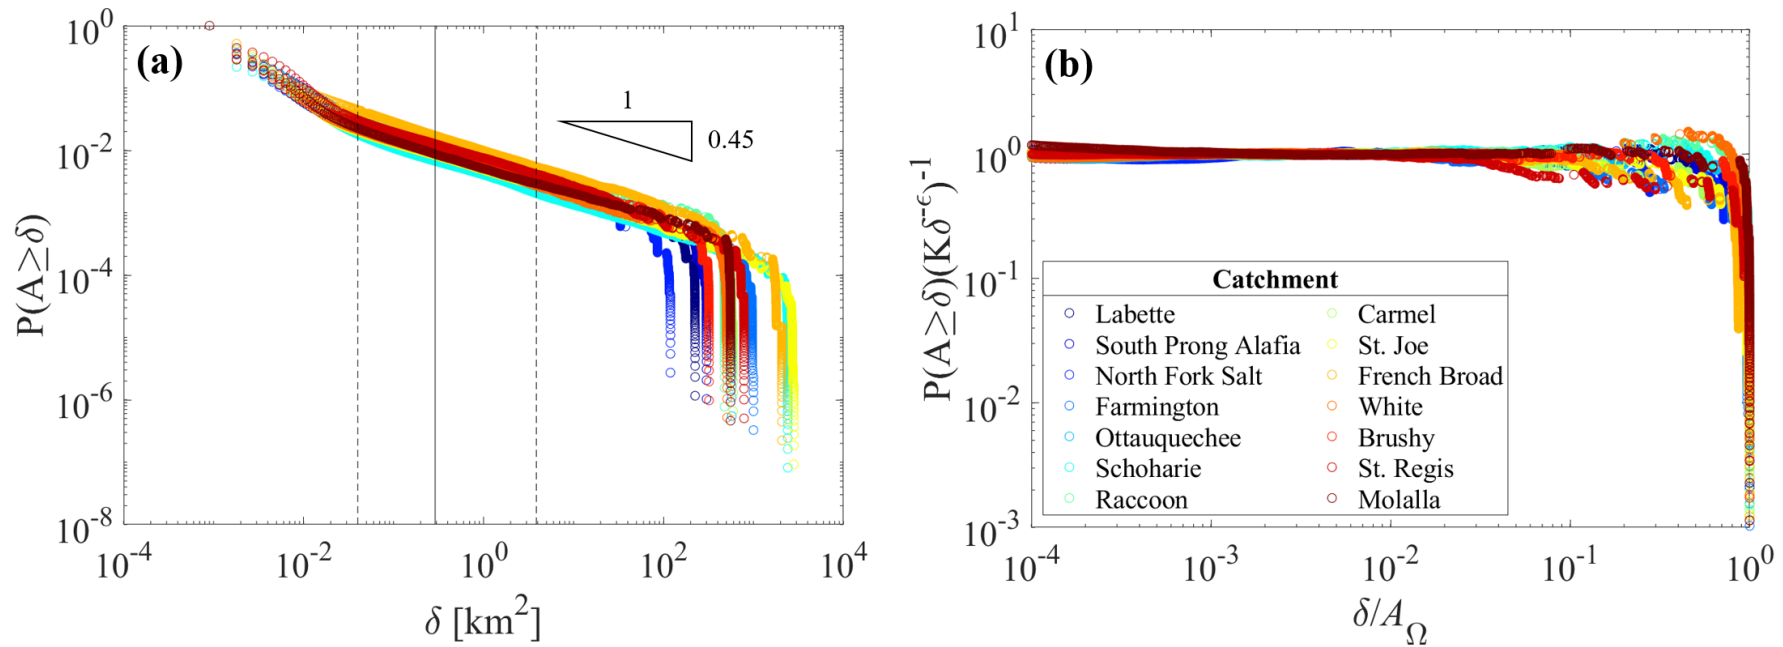 (a)
10^0
10^-2
10^-4
10^-6
10^-8
P(A≥δ)
1
0.45
10^-4
10^-2
10^0
10^2
10^4
δ [km^2]
(b)
10^1
10^0
10^-1
10^-2
10^-3
P(A≥δ)(Kδ^-ϵ)^-1
Catchment
Labette
South Prong Alafia
North Fork Salt
Farmington
Ottauquechee
Schoharie
Raccoon
Carmel
St. Joe
French Broad
White
Brushy
St. Regis
Molalla
10^-4
10^-3
10^-2
10^-1
10^0
δ/A_Ω